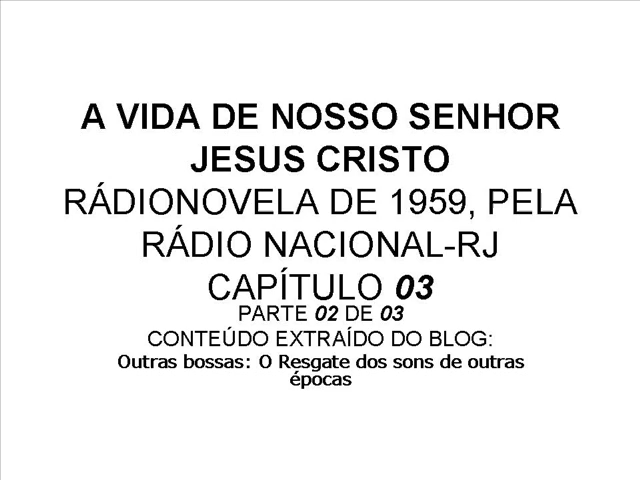 A VIDA DE NOSSO SENHOR
JESUS CRISTO
RÁDIONOVELA DE 1959, PELA
RÁDIO NACIONAL-RJ
CAPÍTULO 03
PARTE 02 DE 03
CONTEÚDO EXTRAÍDO DO BLOG:
Outras bossas: O Resgate dos sons de outras
épocas